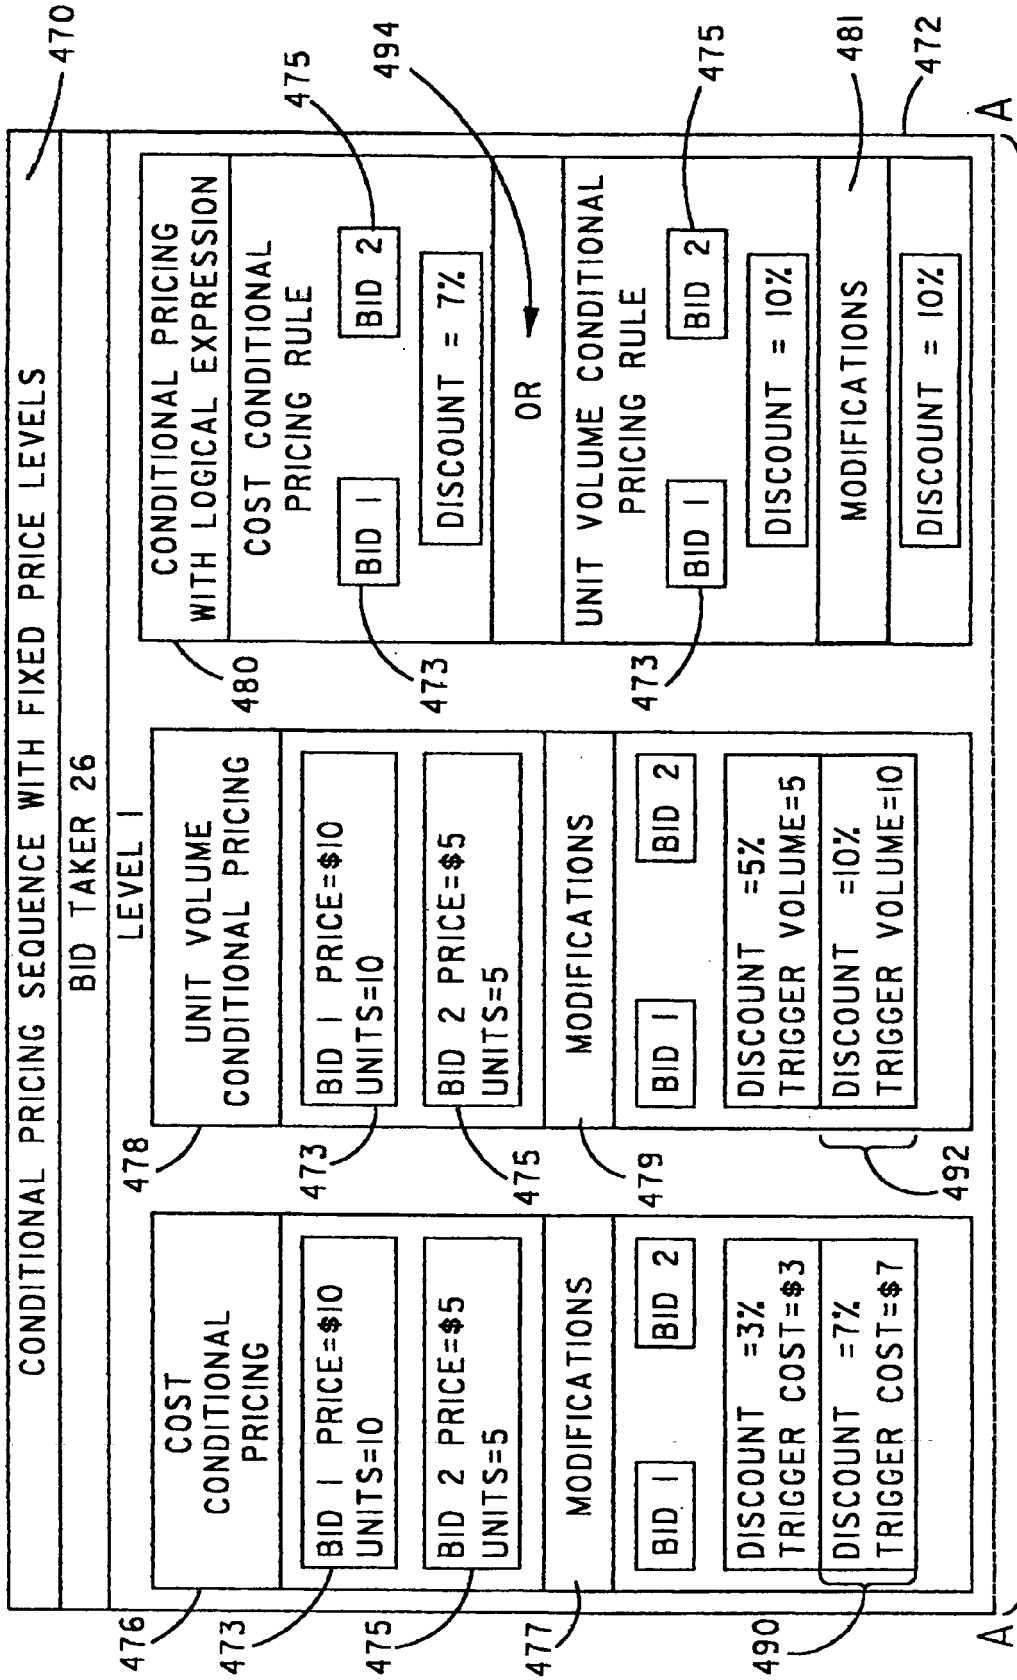 CONDITIONAL PRICING SEQUENCE WITH FIXED PRICE LEVELS
470
BID TAKER 26
LEVEL 1
476
COST
CONDITIONAL
PRICING
473
BID 1 PRICE=$10
UNITS=10
475
BID 2 PRICE=$5
UNITS=5
477
MODIFICATIONS
BID 1
BID 2
DISCOUNT =3%
TRIGGER COST=$3
490
DISCOUNT =7%
TRIGGER COST=$7
478
UNIT VOLUME
CONDITIONAL PRICING
473
BID 1 PRICE=$10
UNITS=10
475
BID 2 PRICE=$5
UNITS=5
479
MODIFICATIONS
BID 1
BID 2
DISCOUNT =5%
TRIGGER VOLUME=5
492
DISCOUNT =10%
TRIGGER VOLUME=10
480
CONDITIONAL PRICING
WITH LOGICAL EXPRESSION
COST CONDITIONAL
PRICING RULE
475
473
BID 1
BID 2
DISCOUNT = 7%
494
OR
UNIT VOLUME CONDITIONAL
PRICING RULE
475
473
BID 1
BID 2
DISCOUNT = 10%
481
MODIFICATIONS
472
DISCOUNT = 10%
A
A